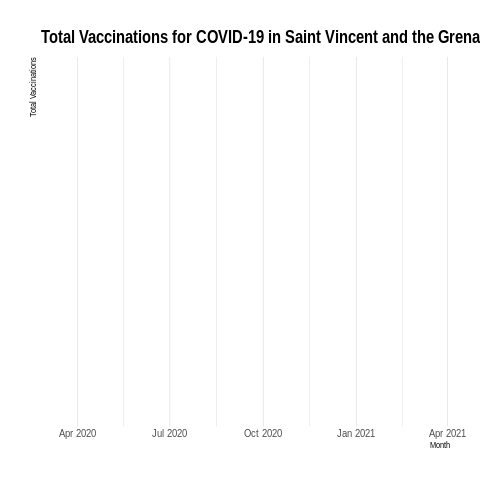 Total Vaccinations for COVID-19 in Saint Vincent and the Grena
Total Vaccinations
Apr 2020 Jul 2020 Oct 2020 Jan 2021 Apr 2021
Month